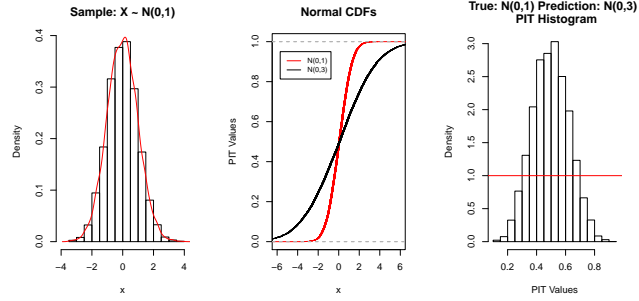 Sample: X ~ N(0,1)
Density
0.0
0.1
0.2
0.3
0.4
−4
−2
0
2
4
x
Normal CDFs
N(0,1)
N(0,3)
PIT Values
0.0
0.2
0.4
0.6
0.8
1.0
−6
−4
−2
0
2
4
6
x
True: N(0,1) Prediction: N(0,3)
PIT Histogram
Density
0.0
0.5
1.0
1.5
2.0
2.5
3.0
0.2
0.4
0.6
0.8
PIT Values